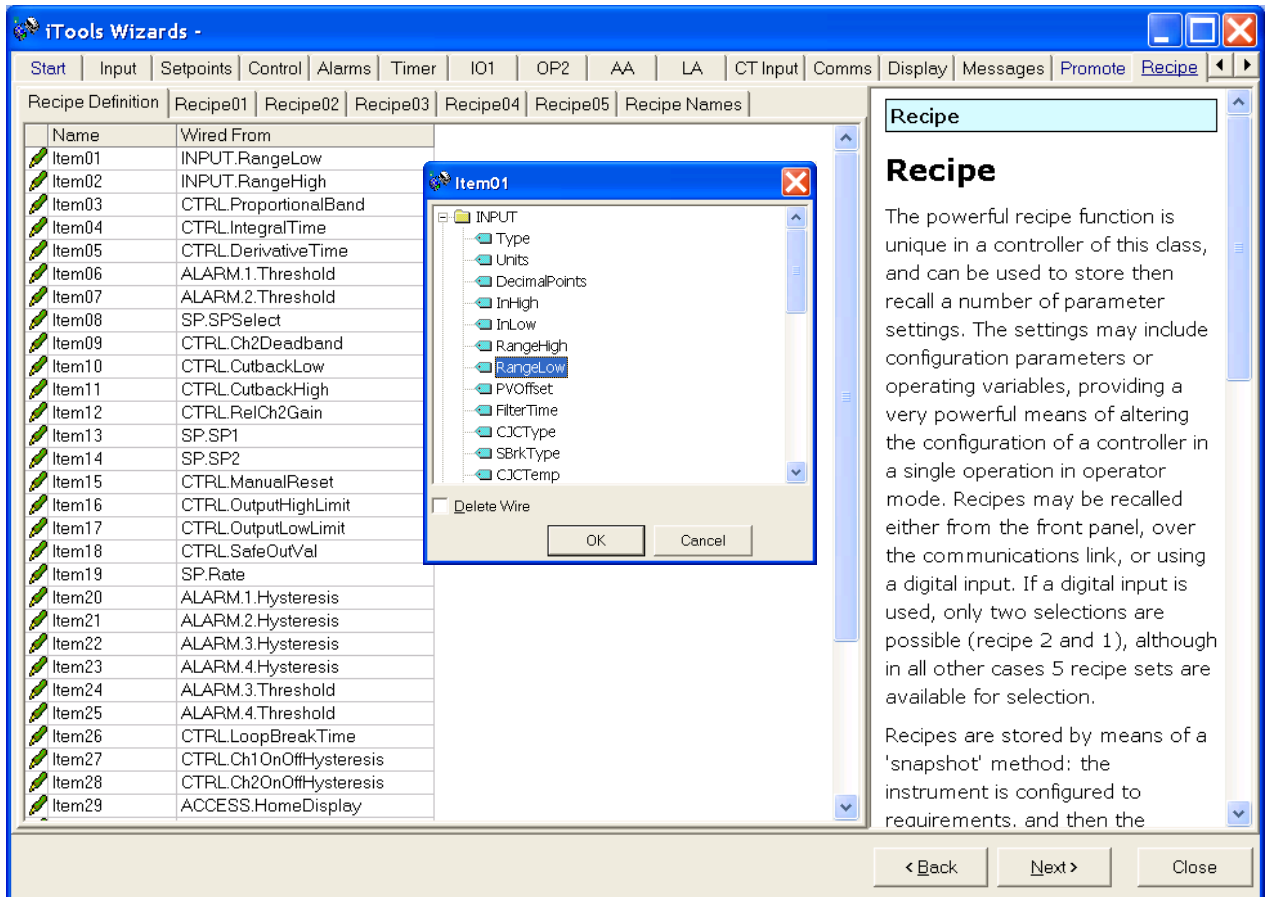 iTools Wizards -
Start Input Setpoints Control Alarms Timer IO1 OP2 AA LA CT Input Comms Display Messages Promote Recipe
Recipe Definition Recipe01 Recipe02 Recipe03 Recipe04 Recipe05 Recipe Names
Name Wired From
Item01 INPUT.RangeLow
Item02 INPUT.RangeHigh
Item03 CTRL.ProportionalBand
Item04 CTRL.IntegralTime
Item05 CTRL.DerivativeTime
Item06 ALARM.1.Threshold
Item07 ALARM.2.Threshold
Item08 SP.SPSelect
Item09 CTRL.Ch2Deadband
Item10 CTRL.CutbackLow
Item11 CTRL.CutbackHigh
Item12 CTRL.RelCh2Gain
Item13 SP.SP1
Item14 SP.SP2
Item15 CTRL.ManualReset
Item16 CTRL.OutputHighLimit
Item17 CTRL.OutputLowLimit
Item18 CTRL.SafeOutVal
Item19 SP.Rate
Item20 ALARM.1.Hysteresis
Item21 ALARM.2.Hysteresis
Item22 ALARM.3.Hysteresis
Item23 ALARM.4.Hysteresis
Item24 ALARM.3.Threshold
Item25 ALARM.4.Threshold
Item26 CTRL.LoopBreakTime
Item27 CTRL.Ch1OnOffHysteresis
Item28 CTRL.Ch2OnOffHysteresis
Item29 ACCESS.HomeDisplay
Item01
INPUT
Type
Units
DecimalPoints
InHigh
InLow
RangeHigh
RangeLow
PVOffset
FilterTime
CJCType
SBrkType
CJCTemp
Delete Wire
OK Cancel
Recipe
Recipe
The powerful recipe function is
unique in a controller of this class,
and can be used to store then
recall a number of parameter
settings. The settings may include
configuration parameters or
operating variables, providing a
very powerful means of altering
the configuration of a controller in
a single operation in operator
mode. Recipes may be recalled
either from the front panel, over
the communications link, or using
a digital input. If a digital input is
used, only two selections are
possible (recipe 2 and 1), although
in all other cases 5 recipe sets are
available for selection.
Recipes are stored by means of a
'snapshot' method: the
instrument is configured to
requirements, and then the
< Back Next > Close